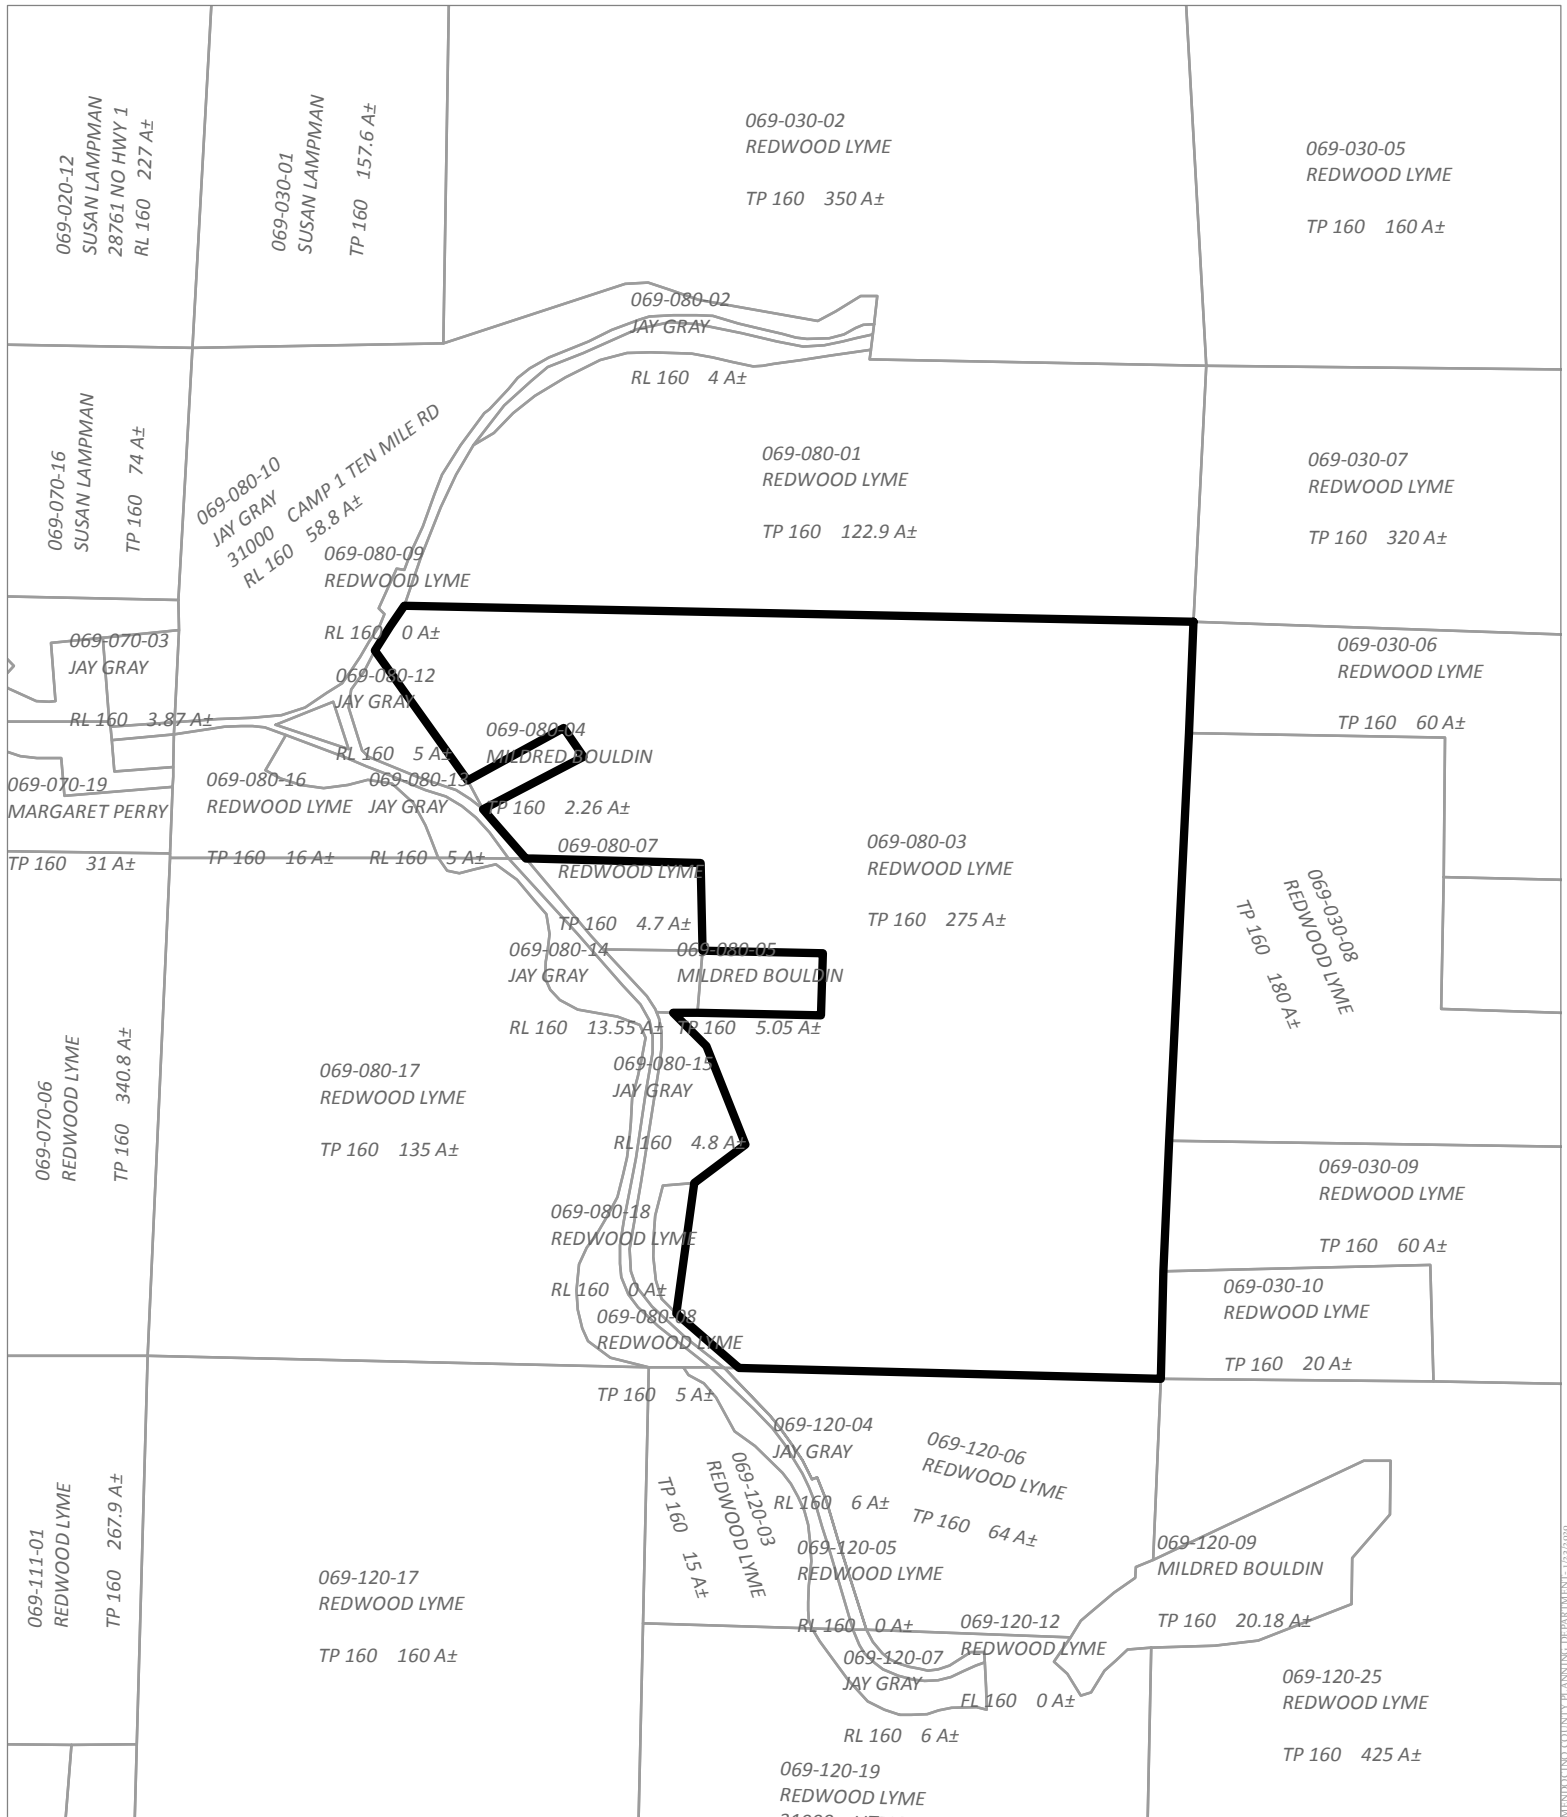 069-020-12
SUSAN LAMPMAN
28761 NO HWY 1
RL 160 227 A±
069-030-01
SUSAN LAMPMAN
TP 160 157.6 A±
069-030-02
REDWOOD LYME
TP 160 350 A±
069-030-05
REDWOOD LYME
TP 160 160 A±
069-080-02
JAY GRAY
RL 160 4 A±
069-070-16
SUSAN LAMPMAN
TP 160 74 A±
069-080-10
JAY GRAY
31000 CAMP 1 TEN MILE RD
RL 160 58.8 A±
069-080-01
REDWOOD LYME
TP 160 122.9 A±
069-030-07
REDWOOD LYME
TP 160 320 A±
069-080-09
REDWOOD LYME
RL 160 0 A±
069-070-03
JAY GRAY
RL 160 3.87 A±
069-080-12
JAY GRAY
RL 160 5 A±
069-030-06
REDWOOD LYME
TP 160 60 A±
069-080-04
MILDRED BOULDIN
TP 160 2.26 A±
069-070-19
MARGARET PERRY
TP 160 31 A±
069-080-16
REDWOOD LYME
TP 160 16 A±
069-080-13
JAY GRAY
RL 160 5 A±
069-080-07
REDWOOD LYME
TP 160 4.7 A±
069-080-03
REDWOOD LYME
TP 160 275 A±
069-030-08
REDWOOD LYME
TP 160 180 A±
069-080-14
JAY GRAY
RL 160 13.55 A±
069-080-05
MILDRED BOULDIN
TP 160 5.05 A±
069-070-06
REDWOOD LYME
TP 160 340.8 A±
069-080-17
REDWOOD LYME
TP 160 135 A±
069-080-15
JAY GRAY
RL 160 4.8 A±
069-030-09
REDWOOD LYME
TP 160 60 A±
069-080-18
REDWOOD LYME
RL 160 0 A±
069-030-10
REDWOOD LYME
TP 160 20 A±
069-080-08
REDWOOD LYME
TP 160 5 A±
069-120-04
JAY GRAY
RL 160 6 A±
069-120-06
REDWOOD LYME
TP 160 64 A±
069-120-03
REDWOOD LYME
TP 160 15 A±
069-111-01
REDWOOD LYME
TP 160 267.9 A±
069-120-05
REDWOOD LYME
RL 160 0 A±
069-120-09
MILDRED BOULDIN
TP 160 20.18 A±
069-120-17
REDWOOD LYME
TP 160 160 A±
069-120-12
REDWOOD LYME
FL 160 0 A±
069-120-07
JAY GRAY
RL 160 6 A±
069-120-25
REDWOOD LYME
TP 160 425 A±
069-120-19
REDWOOD LYME